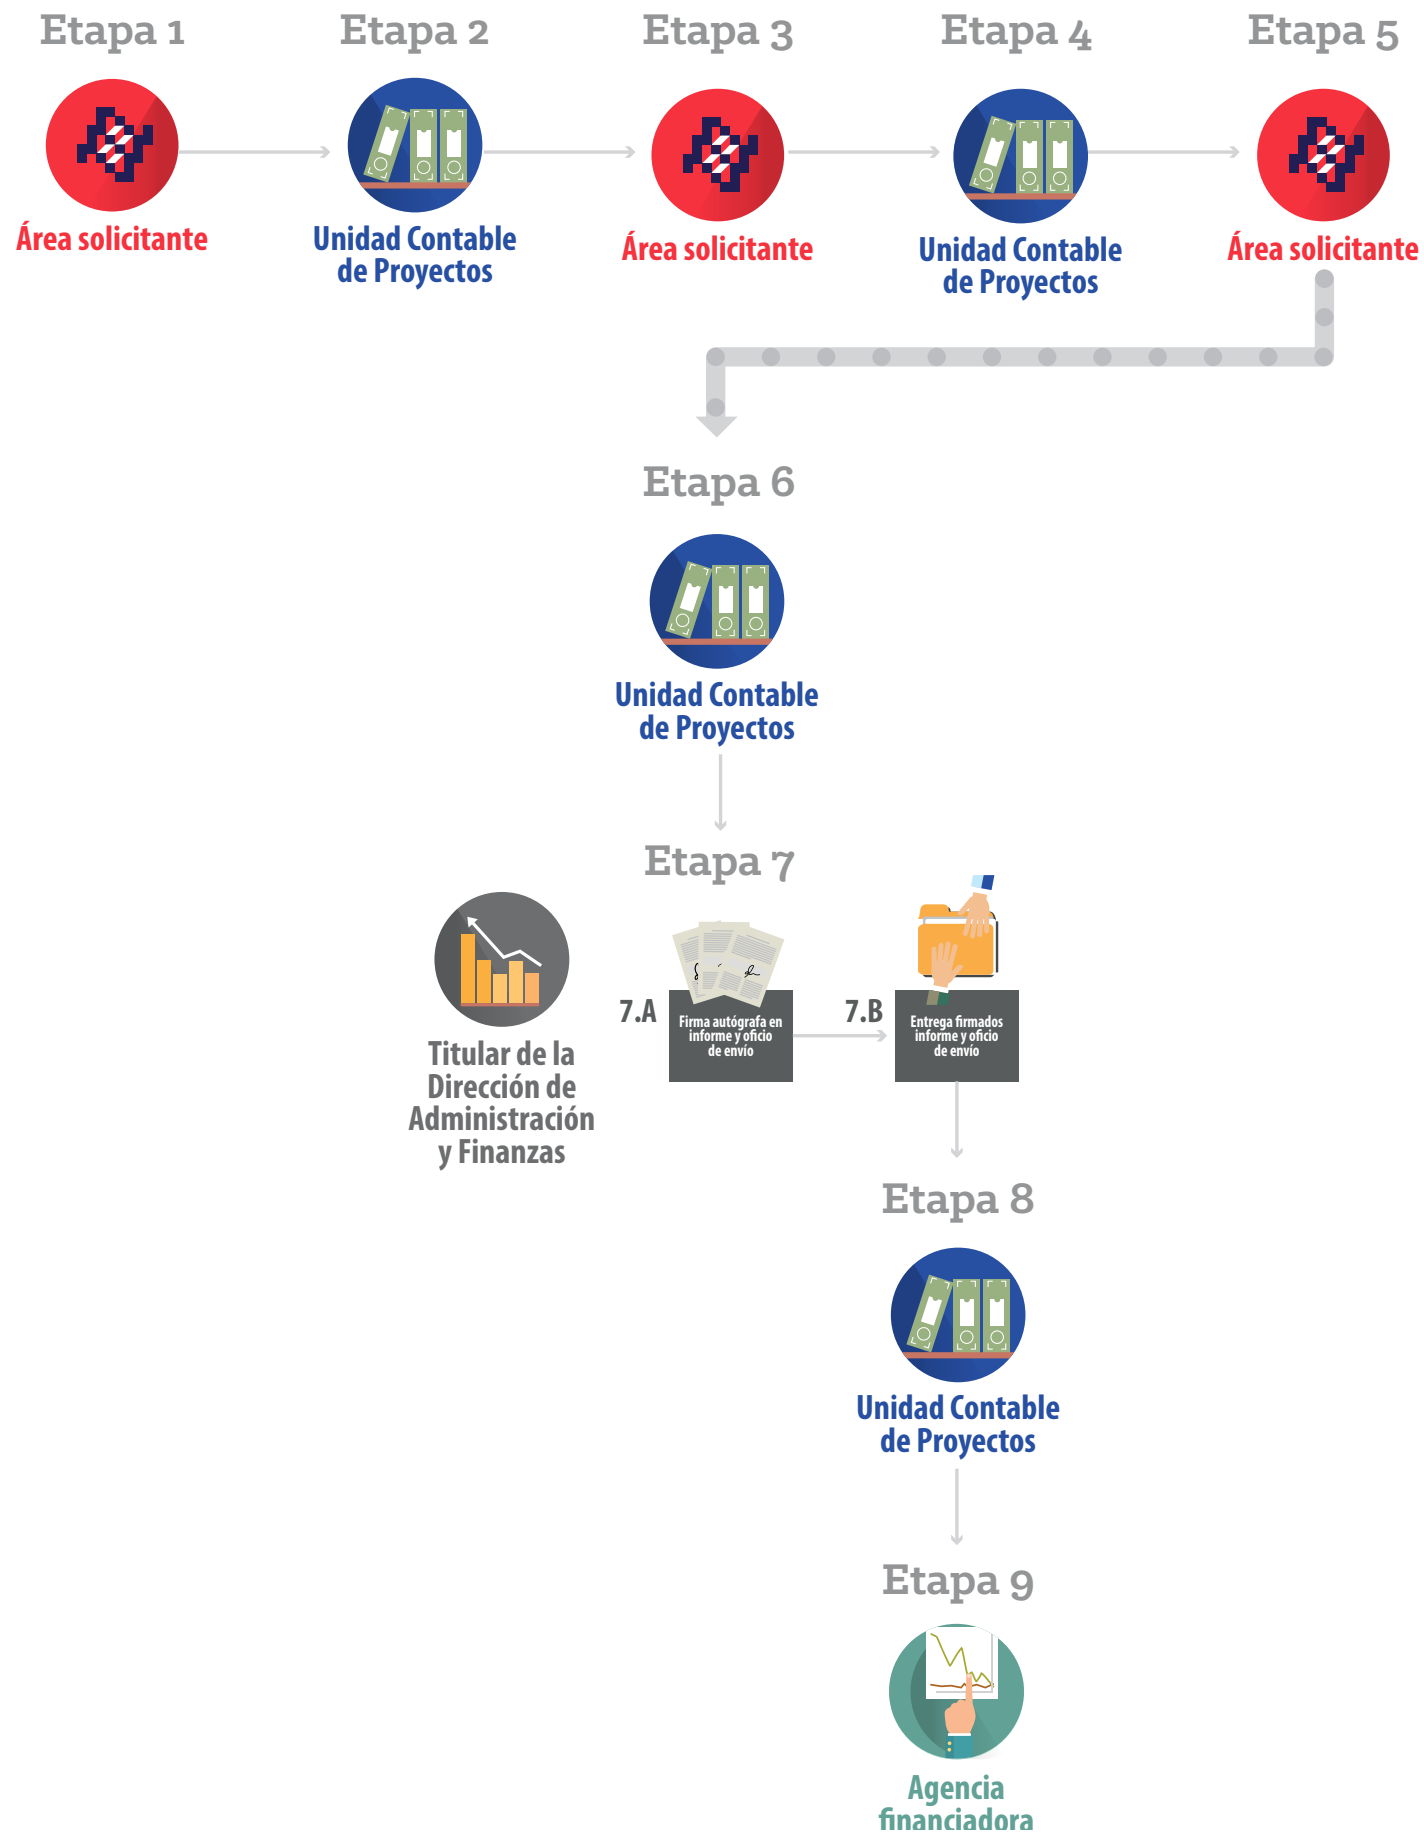 Etapa 1
Etapa 2
Etapa 3
Etapa 4
Etapa 5
Área solicitante
Unidad Contable
de Proyectos
Área solicitante
Unidad Contable
de Proyectos
Área solicitante
Etapa 6
Unidad Contable
de Proyectos
Etapa 7
Titular de la
Dirección de
Administración
y Finanzas
7.A
Firma autógrafa en
informe y oficio
de envío
7.B
Entrega firmados
informe y oficio
de envío
Etapa 8
Unidad Contable
de Proyectos
Etapa 9
Agencia
financiadora